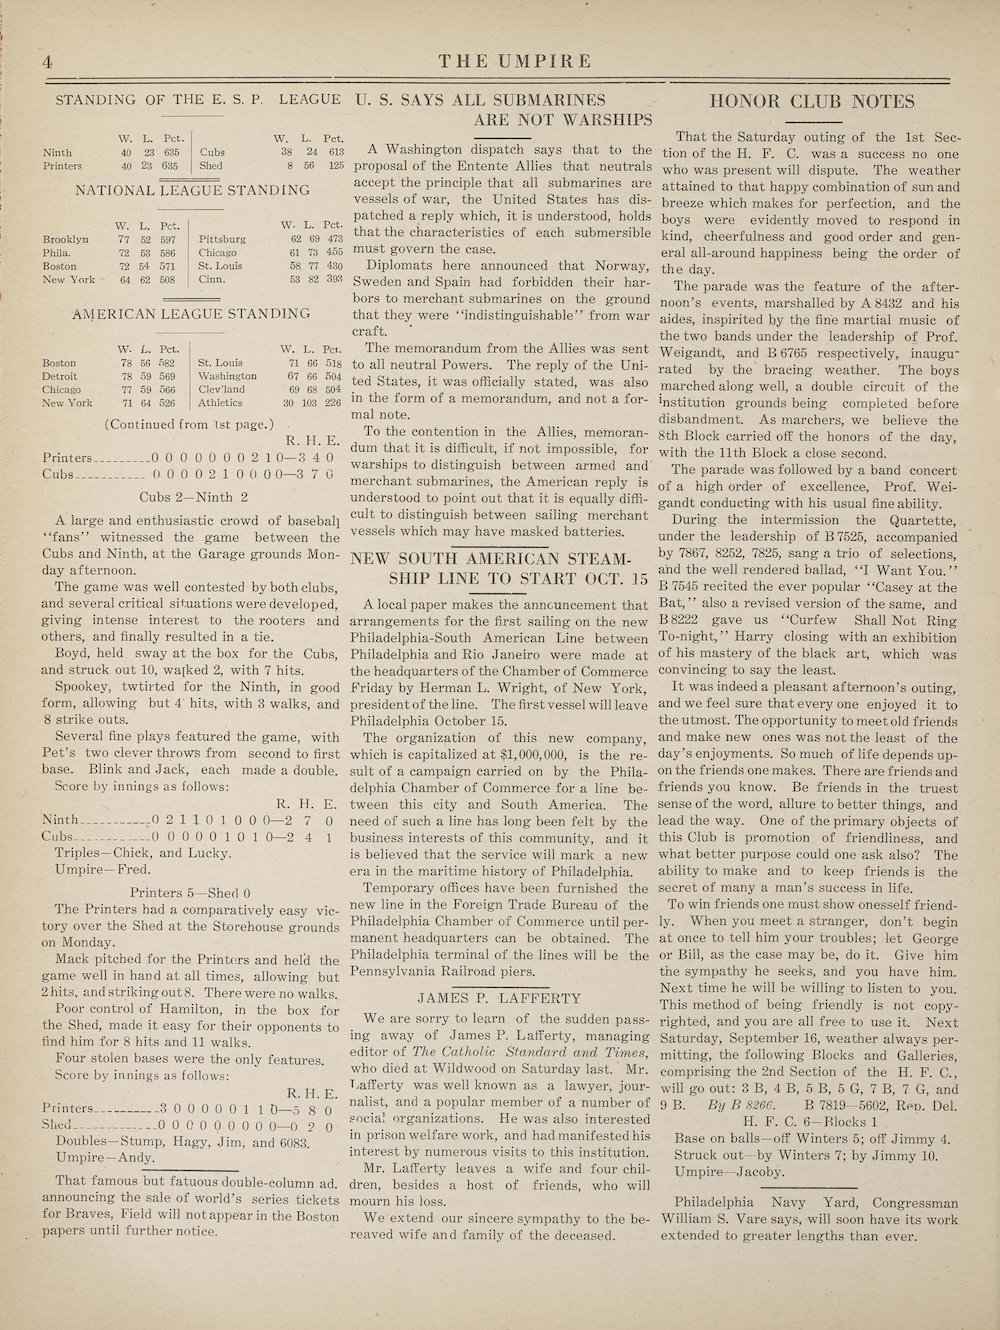 4
THE UMPIRE
STANDING OF THE E. S. P. LEAGUE
W. L. Pct. W. L. Pct.
Ninth 40 23 635 Cubs 38 24 613
Printers 40 23 635 Shed 8 56 125
NATIONAL LEAGUE STANDING
W. L. Pct. W. L. Pct.
Brooklyn 77 52 597 Pittsburg 62 69 473
Phila. 72 53 586 Chicago 61 73 455
Boston 72 54 571 St. Louis 58 77 430
New York 64 62 508 Cinn. 53 82 393
AMERICAN LEAGUE STANDING
W. L. Pct. W. L. Pct.
Boston 78 56 582 St. Louis 71 66 518
Detroit 78 59 569 Washington 67 66 504
Chicago 77 59 566 Clev'land 69 68 504
New York 71 64 526 Athletics 30 103 226
(Continued from 1st page.)
R. H. E.
Printers 0 0 0 0 0 0 0 2 1 0—3 4 0
Cubs 0 0 0 0 2 1 0 0 0 0—3 7 0
Cubs 2—Ninth 2
A large and enthusiastic crowd of baseball
"fans" witnessed the game between the
Cubs and Ninth, at the Garage grounds Mon-
day afternoon.
The game was well contested by both clubs,
and several critical situations were developed,
giving intense interest to the rooters and
others, and finally resulted in a tie.
Boyd, held sway at the box for the Cubs,
and struck out 10, walked 2, with 7 hits.
Spookey, twtirted for the Ninth, in good
form, allowing but 4 hits, with 3 walks, and
8 strike outs.
Several fine plays featured the game, with
Pet's two clever throws from second to first
base. Blink and Jack, each made a double.
Score by innings as follows:
R. H. E.
Ninth 0 2 1 1 0 1 0 0 0—2 7 0
Cubs 0 0 0 0 0 1 0 1 0—2 4 1
Triples—Chick, and Lucky.
Umpire—Fred.
Printers 5—Shed 0
The Printers had a comparatively easy vic-
tory over the Shed at the Storehouse grounds
on Monday.
Mack pitched for the Printers and held the
game well in hand at all times, allowing but
2 hits, and striking out 8. There were no walks.
Poor control of Hamilton, in the box for
the Shed, made it easy for their opponents to
find him for 8 hits and 11 walks.
Four stolen bases were the only features.
Score by innings as follows:
R. H. E.
Printers 3 0 0 0 0 0 1 1 0—5 8 0
Shed 0 0 0 0 0 0 0 0 0—0 2 0
Doubles—Stump, Hagy, Jim, and 6083.
Umpire—Andy.
That famous but fatuous double-column ad.
announcing the sale of world's series tickets
for Braves, Field will not appear in the Boston
papers until further notice.
U. S. SAYS ALL SUBMARINES
ARE NOT WARSHIPS
A Washington dispatch says that to the
proposal of the Entente Allies that neutrals
accept the principle that all submarines are
vessels of war, the United States has dis-
patched a reply which, it is understood, holds
that the characteristics of each submersible
must govern the case.
Diplomats here announced that Norway,
Sweden and Spain had forbidden their har-
bors to merchant submarines on the ground
that they were "indistinguishable" from war
craft.
The memorandum from the Allies was sent
to all neutral Powers. The reply of the Uni-
ted States, it was officially stated, was also
in the form of a memorandum, and not a for-
mal note.
To the contention in the Allies, memoran-
dum that it is difficult, if not impossible, for
warships to distinguish between armed and
merchant submarines, the American reply is
understood to point out that it is equally diffi-
cult to distinguish between sailing merchant
vessels which may have masked batteries.
NEW SOUTH AMERICAN STEAM-
SHIP LINE TO START OCT. 15
A local paper makes the announcement that
arrangements for the first sailing on the new
Philadelphia-South American Line between
Philadelphia and Rio Janeiro were made at
the headquarters of the Chamber of Commerce
Friday by Herman L. Wright, of New York,
president of the line. The first vessel will leave
Philadelphia October 15.
The organization of this new company,
which is capitalized at $1,000,000, is the re-
sult of a campaign carried on by the Phila-
delphia Chamber of Commerce for a line be-
tween this city and South America. The
need of such a line has long been felt by the
business interests of this community, and it
is believed that the service will mark a new
era in the maritime history of Philadelphia.
Temporary offices have been furnished the
new line in the Foreign Trade Bureau of the
Philadelphia Chamber of Commerce until per-
manent headquarters can be obtained. The
Philadelphia terminal of the lines will be the
Pennsylvania Railroad piers.
JAMES P. LAFFERTY
We are sorry to learn of the sudden pass-
ing away of James P. Lafferty, managing
editor of The Catholic Standard and Times,
who died at Wildwood on Saturday last. Mr.
Lafferty was well known as a lawyer, jour-
nalist, and a popular member of a number of
social organizations. He was also interested
in prison welfare work, and had manifested his
interest by numerous visits to this institution.
Mr. Lafferty leaves a wife and four chil-
dren, besides a host of friends, who will
mourn his loss.
We extend our sincere sympathy to the be-
reaved wife and family of the deceased.
HONOR CLUB NOTES
That the Saturday outing of the 1st Sec-
tion of the H. F. C. was a success no one
who was present will dispute. The weather
attained to that happy combination of sun and
breeze which makes for perfection, and the
boys were evidently moved to respond in
kind, cheerfulness and good order and gen-
eral all-around happiness being the order of
the day.
The parade was the feature of the after-
noon's events, marshalled by A 8432 and his
aides, inspirited by the fine martial music of
the two bands under the leadership of Prof.
Weigandt, and B 6765 respectively, inaugu-
rated by the bracing weather. The boys
marched along well, a double circuit of the
institution grounds being completed before
disbandment. As marchers, we believe the
8th Block carried off the honors of the day,
with the 11th Block a close second.
The parade was followed by a band concert
of a high order of excellence, Prof. Wei-
gandt conducting with his usual fine ability.
During the intermission the Quartette,
under the leadership of B 7525, accompanied
by 7867, 8252, 7825, sang a trio of selections,
and the well rendered ballad, "I Want You."
B 7545 recited the ever popular "Casey at the
Bat," also a revised version of the same, and
B 8222 gave us "Curfew Shall Not Ring
To-night," Harry closing with an exhibition
of his mastery of the black art, which was
convincing to say the least.
It was indeed a pleasant afternoon's outing,
and we feel sure that every one enjoyed it to
the utmost. The opportunity to meet old friends
and make new ones was not the least of the
day's enjoyments. So much of life depends up-
on the friends one makes. There are friends and
friends you know. Be friends in the truest
sense of the word, allure to better things, and
lead the way. One of the primary objects of
this Club is promotion of friendliness, and
what better purpose could one ask also? The
ability to make and to keep friends is the
secret of many a man's success in life.
To win friends one must show onesself friend-
ly. When you meet a stranger, don't begin
at once to tell him your troubles; let George
or Bill, as the case may be, do it. Give him
the sympathy he seeks, and you have him.
Next time he will be willing to listen to you.
This method of being friendly is not copy-
righted, and you are all free to use it. Next
Saturday, September 16, weather always per-
mitting, the following Blocks and Galleries,
comprising the 2nd Section of the H. F. C.,
will go out: 3 B, 4 B, 5 B, 5 G, 7 B, 7 G, and
9 B. By B 8266. B 7819—5602, Rep. Del.
H. F. C. 6—Blocks 1
Base on balls—off Winters 5; off Jimmy 4.
Struck out—by Winters 7; by Jimmy 10.
Umpire—Jacoby.
Philadelphia Navy Yard, Congressman
William S. Vare says, will soon have its work
extended to greater lengths than ever.